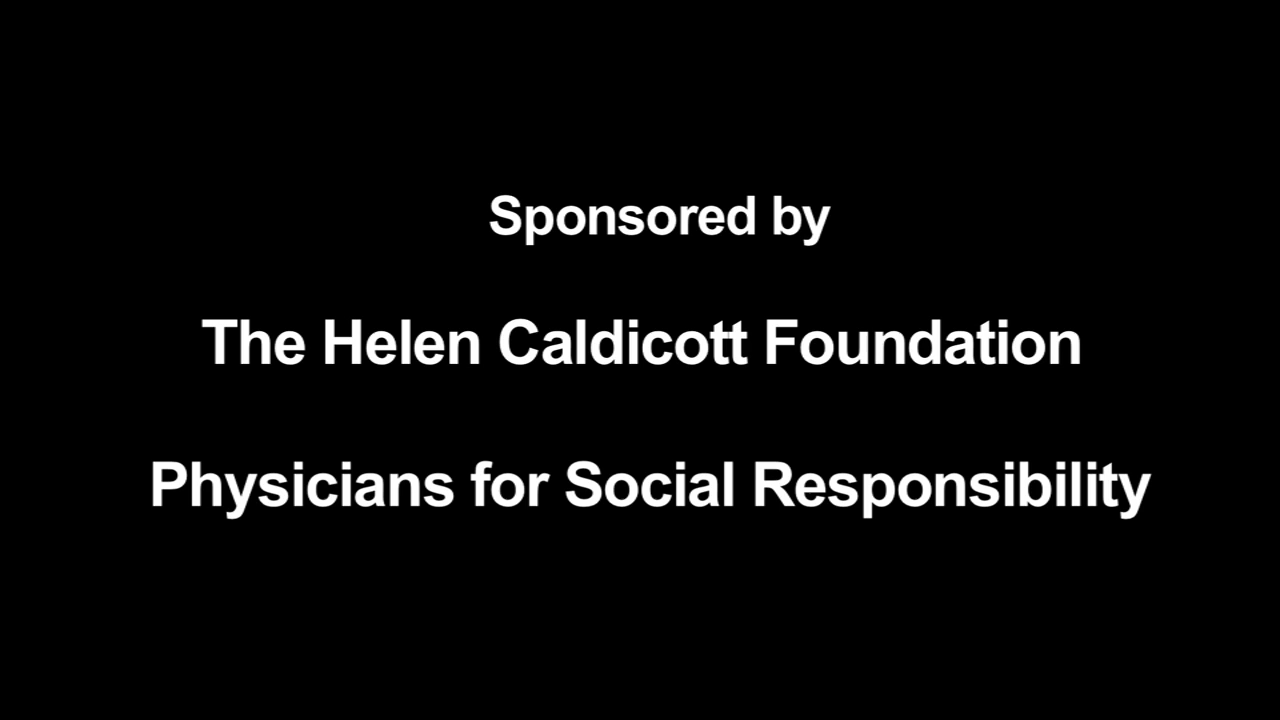 Sponsored by
The Helen Caldicott Foundation
Physicians for Social Responsibility